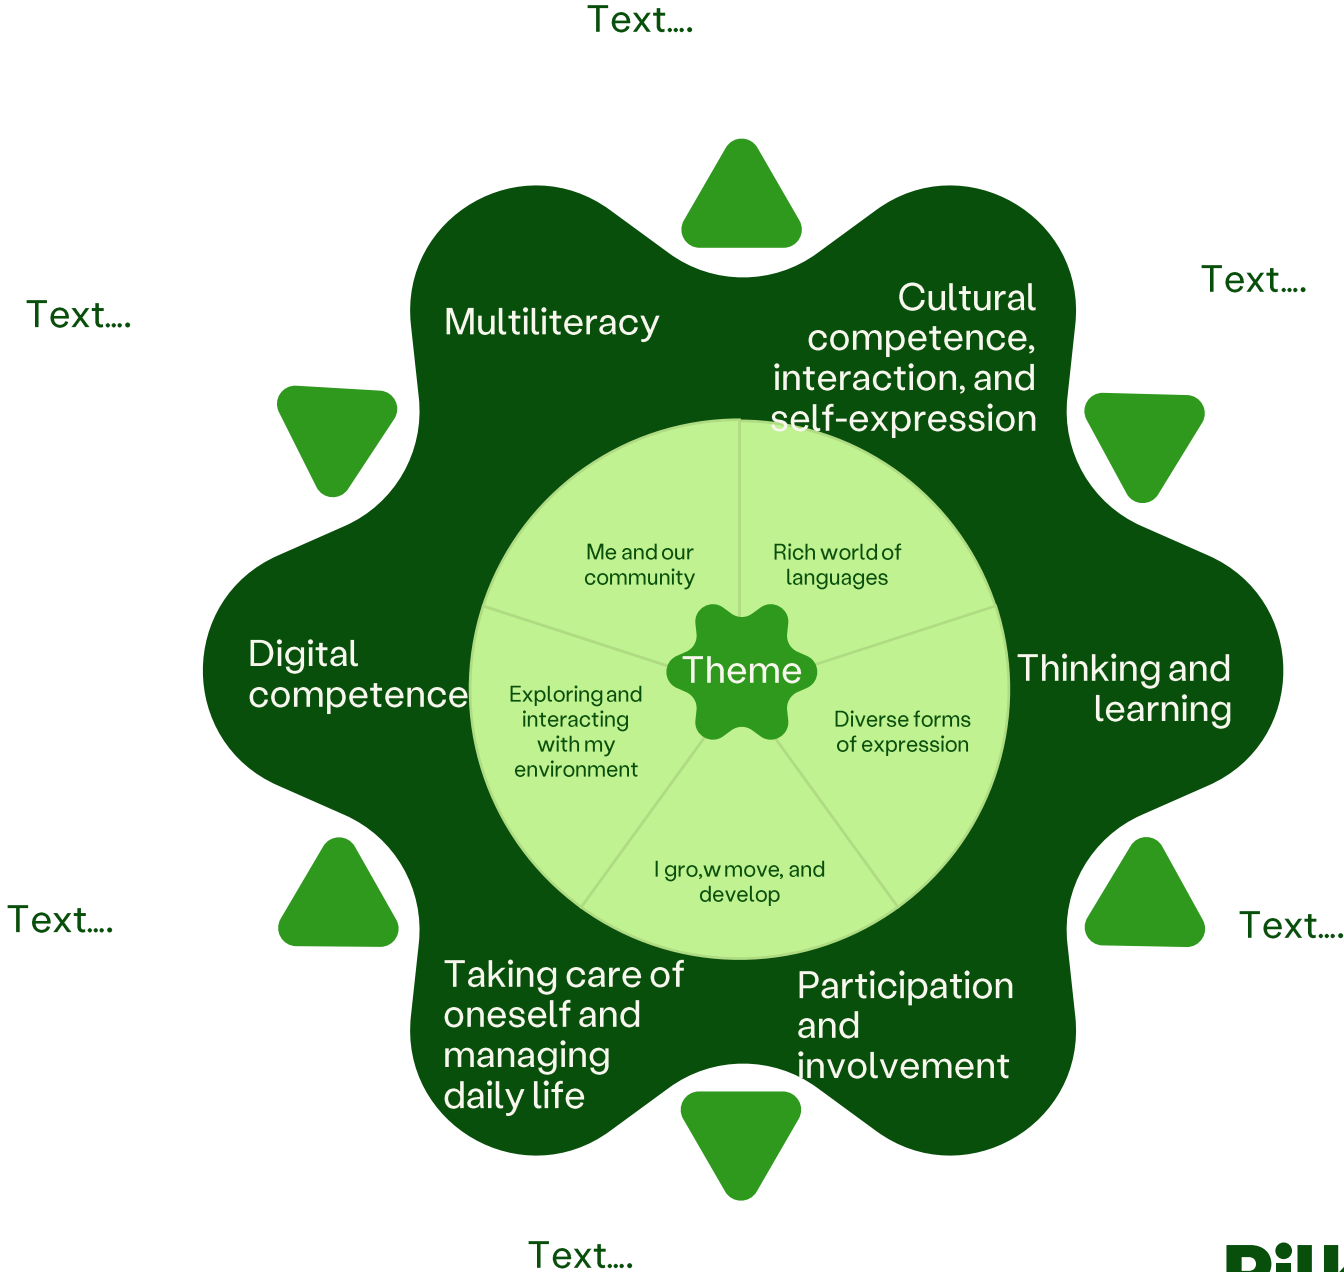 Text....
Text....
Text....
Multiliteracy
Cultural
competence,
interaction, and
self-expression
Me and our
community
Rich world of
languages
Digital
competence
Theme
Thinking and
learning
Exploring and
interacting
with my
environment
Diverse forms
of expression
I gro,w move, and
develop
Text....
Text....
Taking care of
oneself and
managing
daily life
Participation
and
involvement
Text....